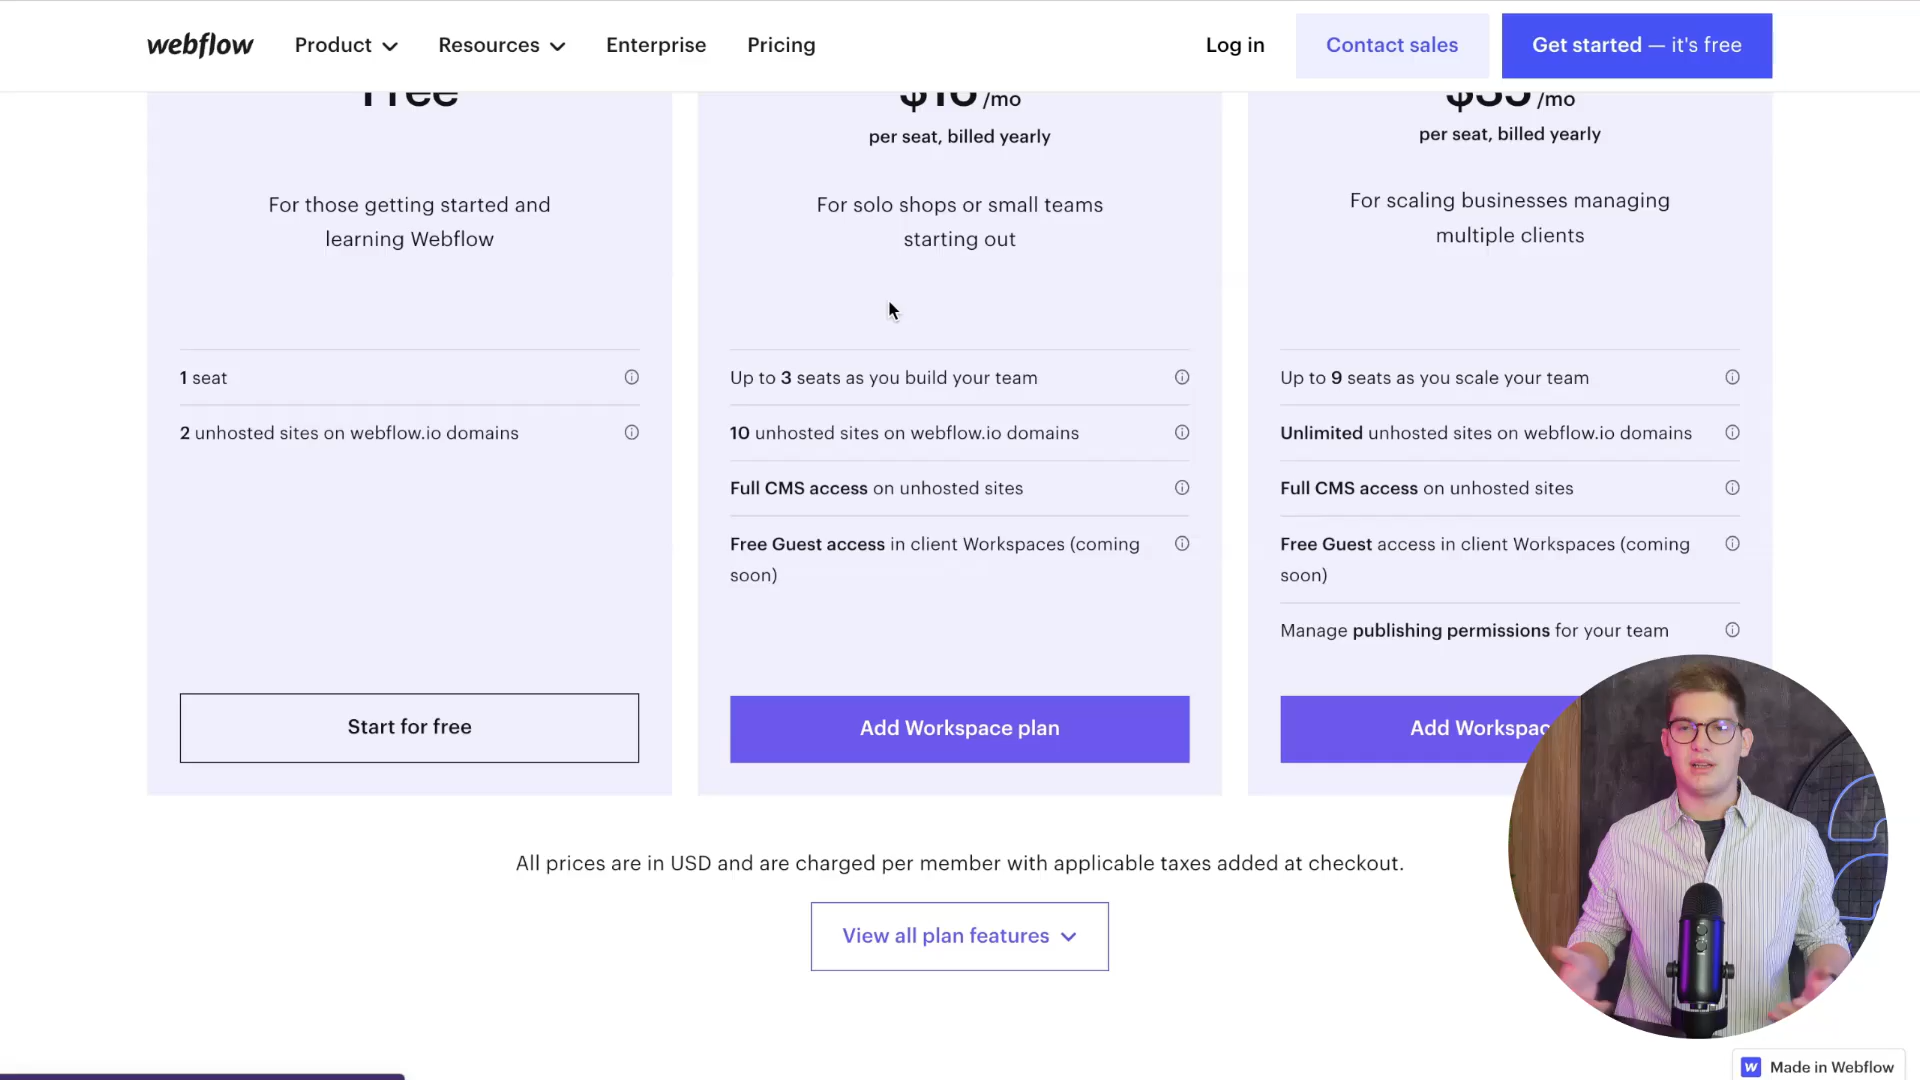 webflow Product Resources Enterprise Pricing Log in Contact sales Get started — it's free
Free
/mo
per seat, billed yearly
For those getting started and
learning Webflow
For solo shops or small teams
starting out
/mo
per seat, billed yearly
For scaling businesses managing
multiple clients
1 seat
2 unhosted sites on webflow.io domains
Start for free
Up to 3 seats as you build your team
10 unhosted sites on webflow.io domains
Full CMS access on unhosted sites
Free Guest access in client Workspaces (coming
soon)
Add Workspace plan
Up to 9 seats as you scale your team
Unlimited unhosted sites on webflow.io domains
Full CMS access on unhosted sites
Free Guest access in client Workspaces (coming
soon)
Manage publishing permissions for your team
Add Workspac
All prices are in USD and are charged per member with applicable taxes added at checkout.
View all plan features
W Made in Webflow